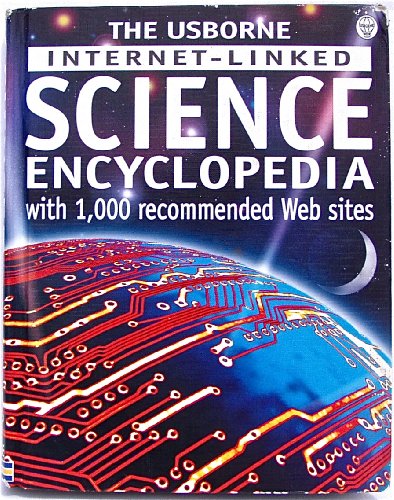 THE USBORNE
INTERNET-LINKED
SCIENCE
ENCYCLOPEDIA
with 1,000 recommended Web sites